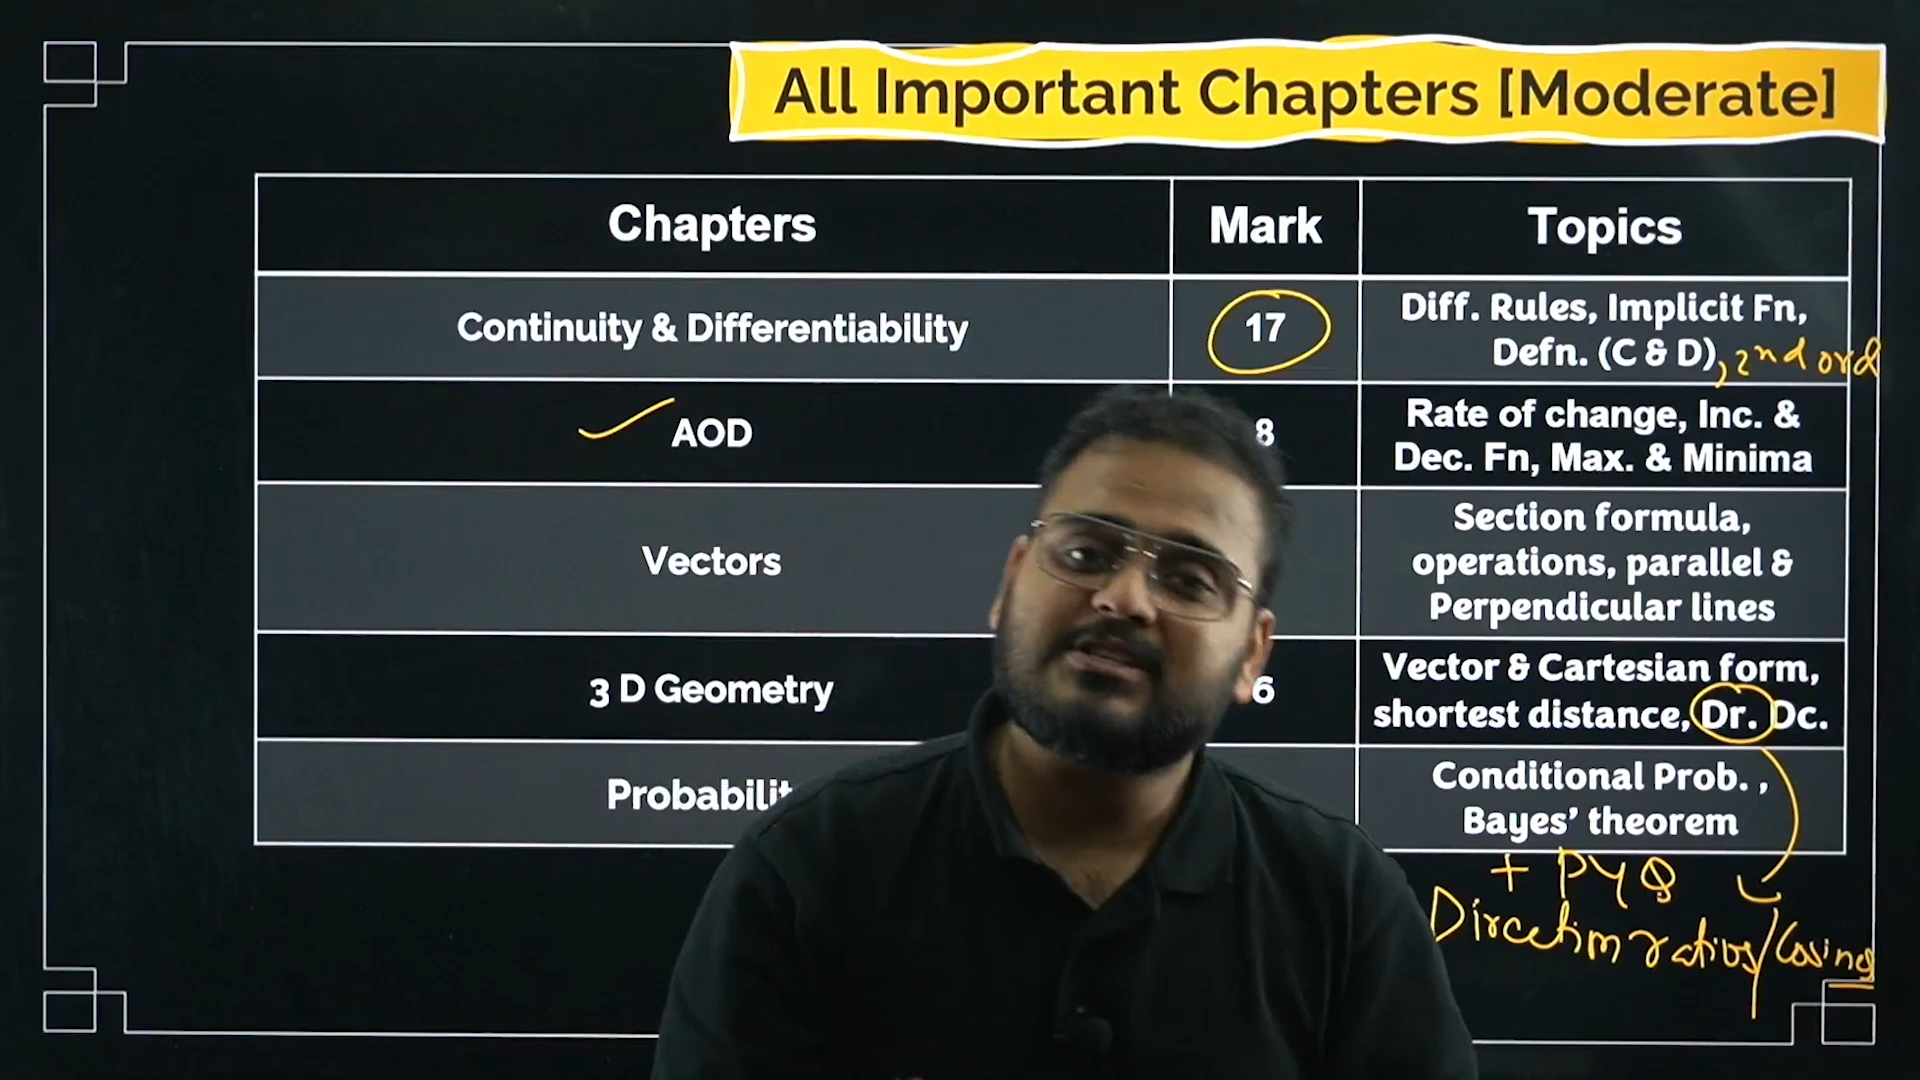 All Important Chapters [Moderate]
Chapters Mark Topics
Continuity & Differentiability 17 Diff. Rules, Implicit Fn,
Defn. (C & D), 2nd ord
AOD 8 Rate of change, Inc. &
Dec. Fn, Max. & Minima
Vectors Section formula,
operations, parallel &
Perpendicular lines
3 D Geometry 6 Vector & Cartesian form,
shortest distance, Dr. Dc.
Probabilit Conditional Prob. ,
Bayes’ theorem
+ PYQ
Direction ratios/Cosines